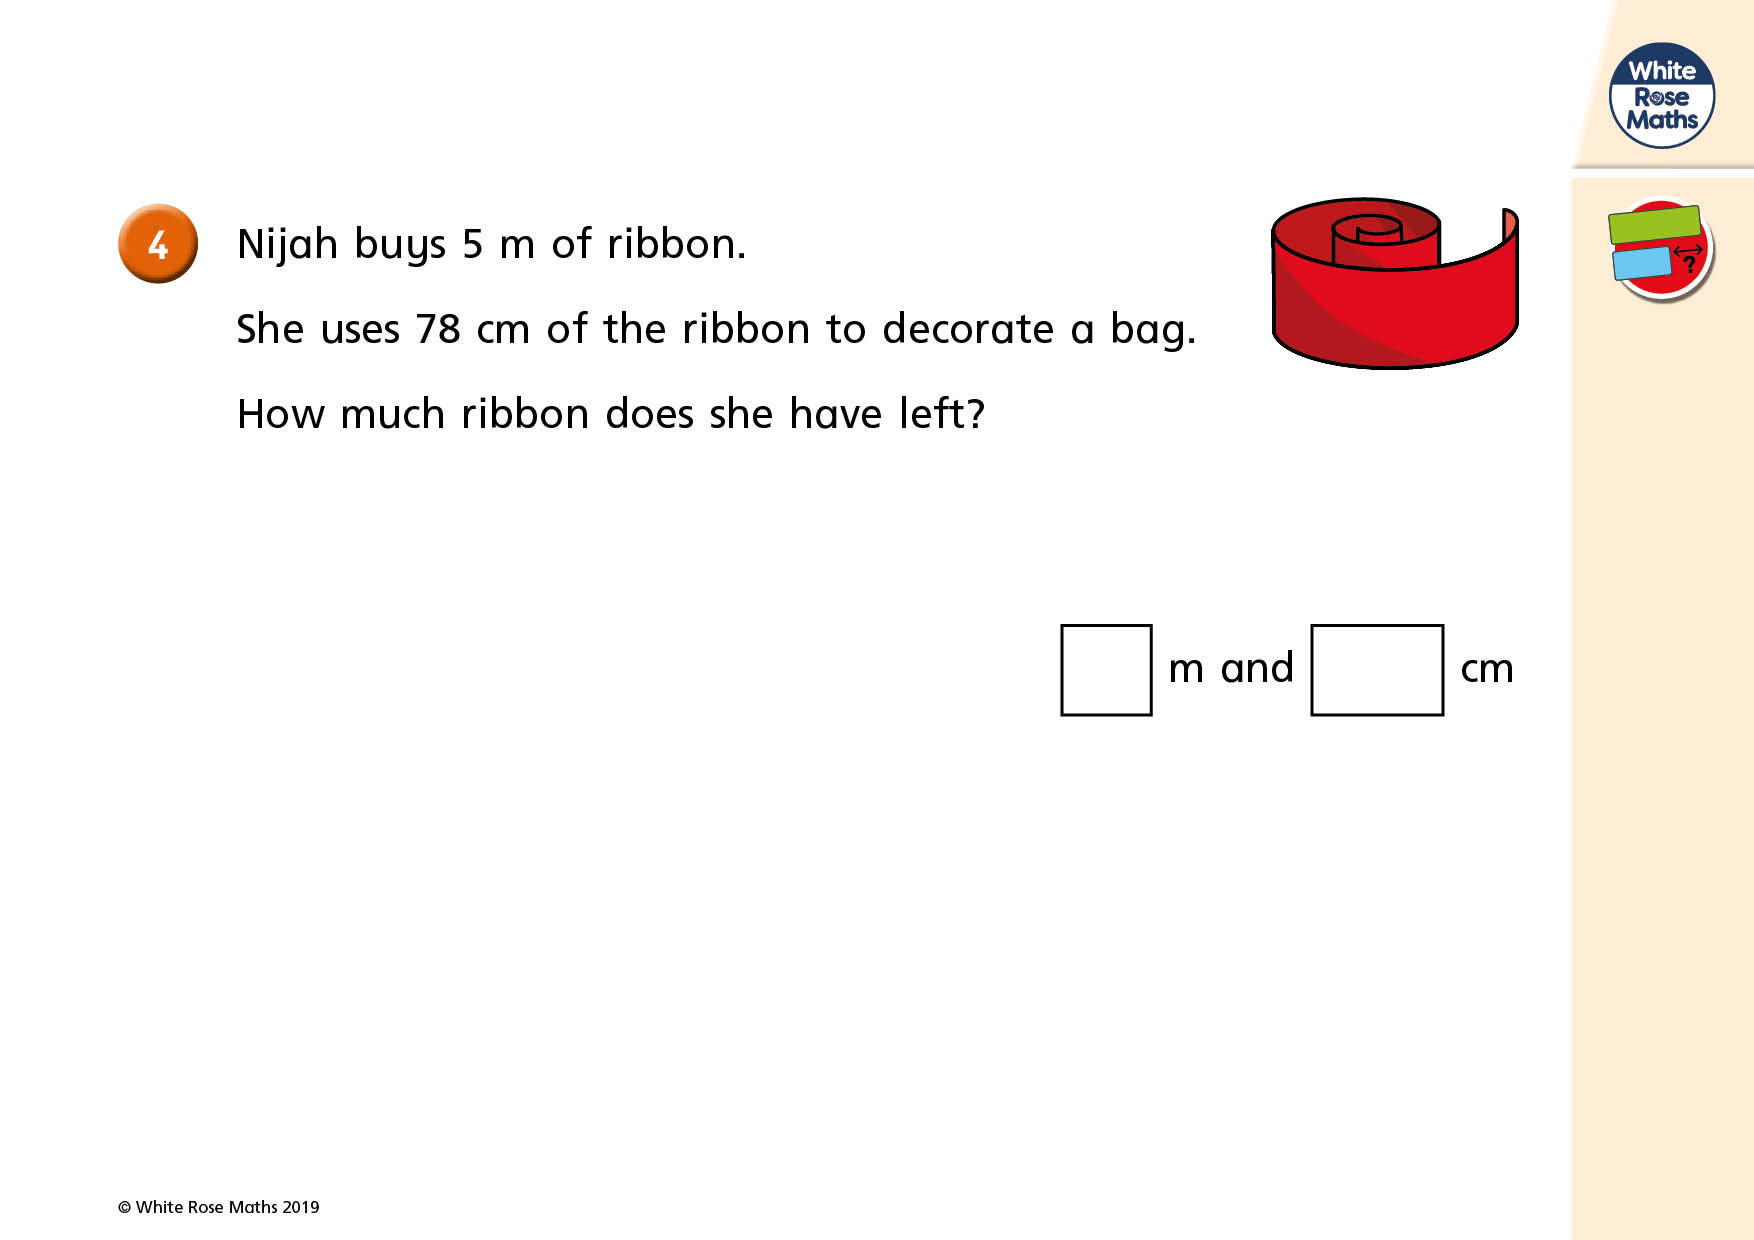 White
Rose
Maths
4
Nijah buys 5 m of ribbon.
She uses 78 cm of the ribbon to decorate a bag.
How much ribbon does she have left?
?
m and cm
© White Rose Maths 2019